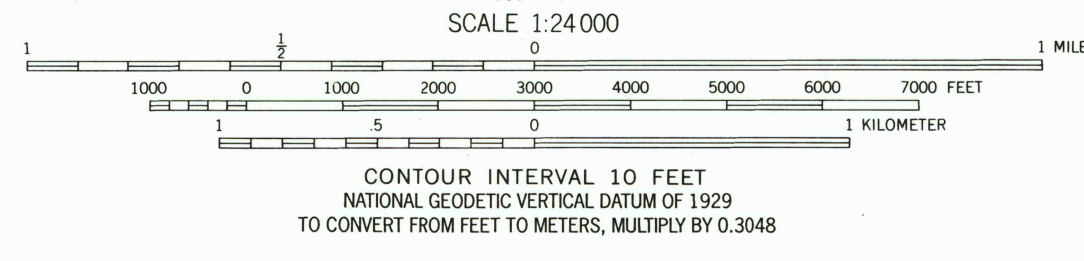 SCALE 1:24 000
1 ½ 0 1 MILE
1000 0 1000 2000 3000 4000 5000 6000 7000 FEET
1 .5 0 1 KILOMETER
CONTOUR INTERVAL 10 FEET
NATIONAL GEODETIC VERTICAL DATUM OF 1929
TO CONVERT FROM FEET TO METERS, MULTIPLY BY 0.3048